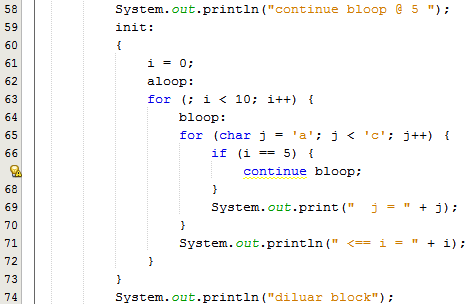 58 System.out.println("continue bloop @ 5 ");
59 init:
60 {
61 i = 0;
62 aloop:
63 for (; i < 10; i++) {
64 bloop:
65 for (char j = 'a'; j < 'c'; j++) {
66 if (i == 5) {
continue bloop;
68 }
69 System.out.print("  j = " + j);
70 }
71 System.out.println(" <== i = " + i);
72 }
73 }
74 System.out.println("diluar block");